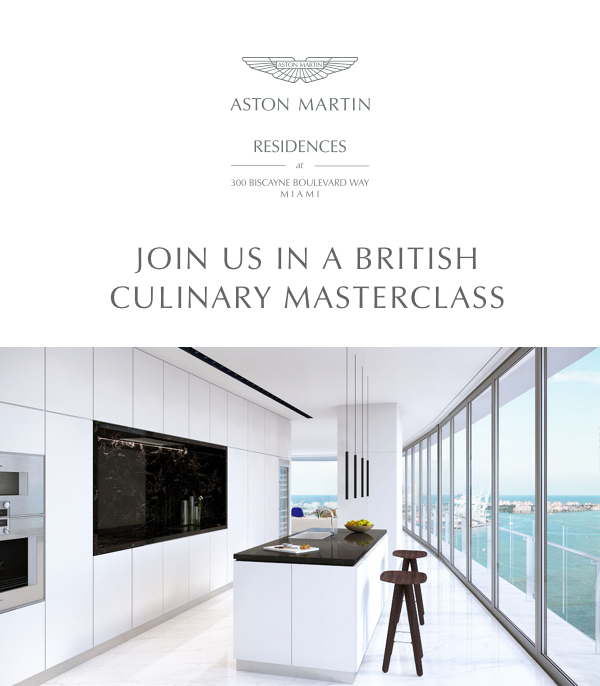 ASTON MARTIN
ASTON MARTIN
RESIDENCES
at
300 BISCAYNE BOULEVARD WAY
MIAMI
JOIN US IN A BRITISH
CULINARY MASTERCLASS